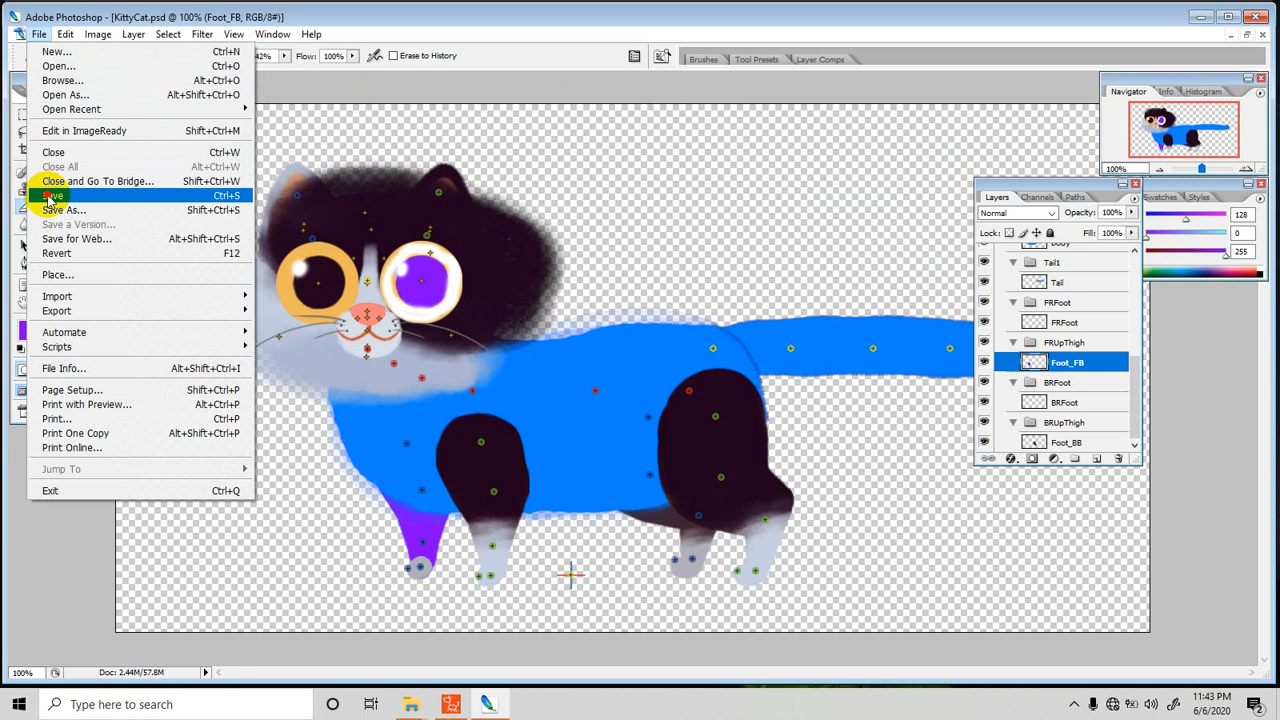 Adobe Photoshop - [KittyCat.psd @ 100% (Foot_FB, RGB/8#)]
File Edit Image Layer Select Filter View Window Help
42% Flow: 100% Erase to History Brushes Tool Presets Layer Comps
New... Ctrl+N
Open... Ctrl+O
Browse... Alt+Ctrl+O
Open As... Alt+Shift+Ctrl+O
Open Recent
Edit in ImageReady Shift+Ctrl+M
Close Ctrl+W
Close All Alt+Ctrl+W
Close and Go To Bridge... Shift+Ctrl+W
Save Ctrl+S
Save As... Shift+Ctrl+S
Save a Version...
Save for Web... Alt+Shift+Ctrl+S
Revert F12
Place...
Import
Export
Automate
Scripts
File Info... Alt+Shift+Ctrl+I
Page Setup... Shift+Ctrl+P
Print with Preview... Alt+Ctrl+P
Print... Ctrl+P
Print One Copy Alt+Shift+Ctrl+P
Print Online...
Jump To
Exit Ctrl+Q
Navigator Info Histogram
100%
Layers Channels Paths
Swatches Styles
Normal Opacity: 100%
Lock: Fill: 100%
128
0
255
Tail1
Tail
FRFoot
FRFoot
FRUpThigh
Foot_FB
BRFoot
BRFoot
BRUpThigh
Foot_BB
100% Doc: 2.44M/57.8M
Type here to search
11:43 PM
6/6/2020
2